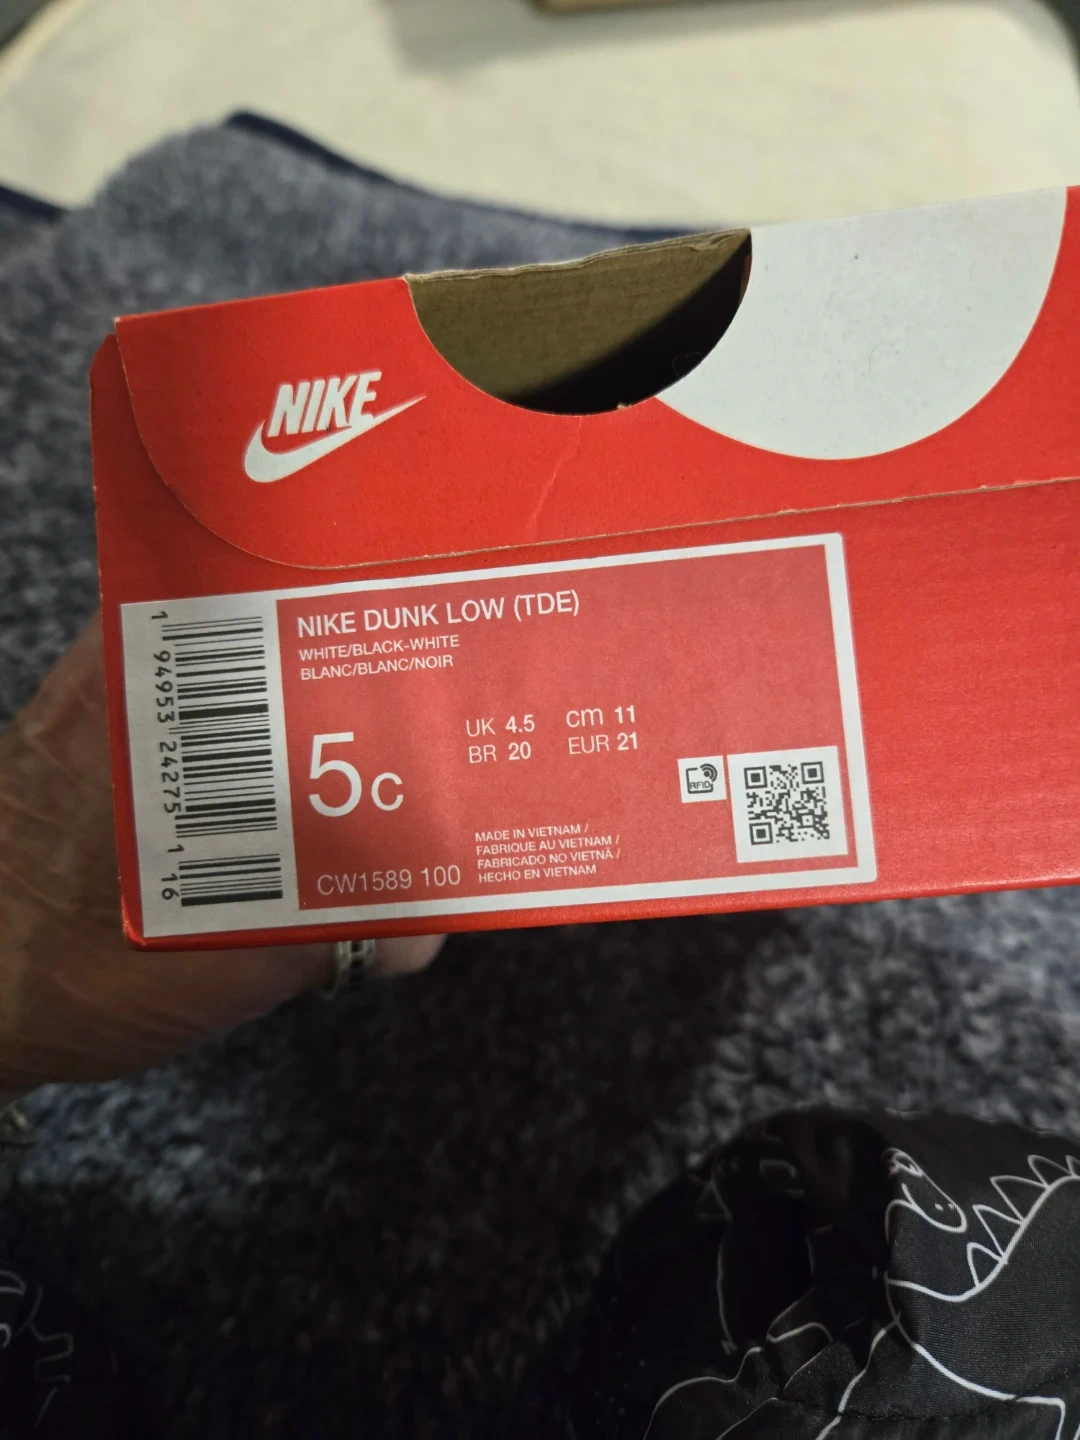 NIKE
NIKE DUNK LOW (TDE)
WHITE/BLACK-WHITE
BLANC/BLANC/NOIR
5C
UK 4.5 cm 11
BR 20 EUR 21
RFID
MADE IN VIETNAM /
FABRIQUE AU VIETNAM /
FABRICADO NO VIETNÃ /
HECHO EN VIETNAM
CW1589 100
1 94953 24275 1 16